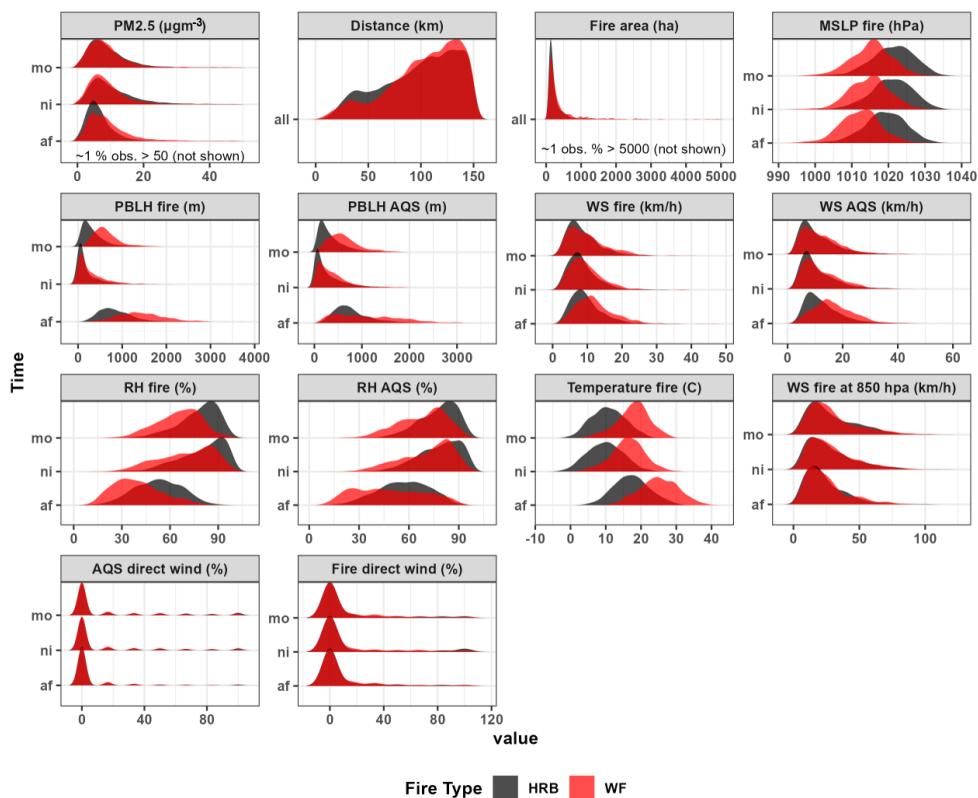 PM2.5 (µgm-3)
Distance (km)
Fire area (ha)
MSLP fire (hPa)
mo
ni
af
~1 % obs. > 50 (not shown)
0 20 40
all
0 50 100 150
all
~1 obs. % > 5000 (not shown)
0 1000 2000 3000 4000 5000
mo
ni
af
990 1000 1010 1020 1030 1040
PBLH fire (m)
PBLH AQS (m)
WS fire (km/h)
WS AQS (km/h)
mo
ni
af
0 1000 2000 3000 4000
mo
ni
af
0 1000 2000 3000
mo
ni
af
0 10 20 30 40 50
mo
ni
af
0 20 40 60
Time
RH fire (%)
RH AQS (%)
Temperature fire (C)
WS fire at 850 hpa (km/h)
mo
ni
af
0 30 60 90
mo
ni
af
0 30 60 90
mo
ni
af
-10 0 10 20 30 40
mo
ni
af
0 50 100
AQS direct wind (%)
Fire direct wind (%)
mo
ni
af
0 40 80
mo
ni
af
0 40 80 120
value
Fire Type HRB WF